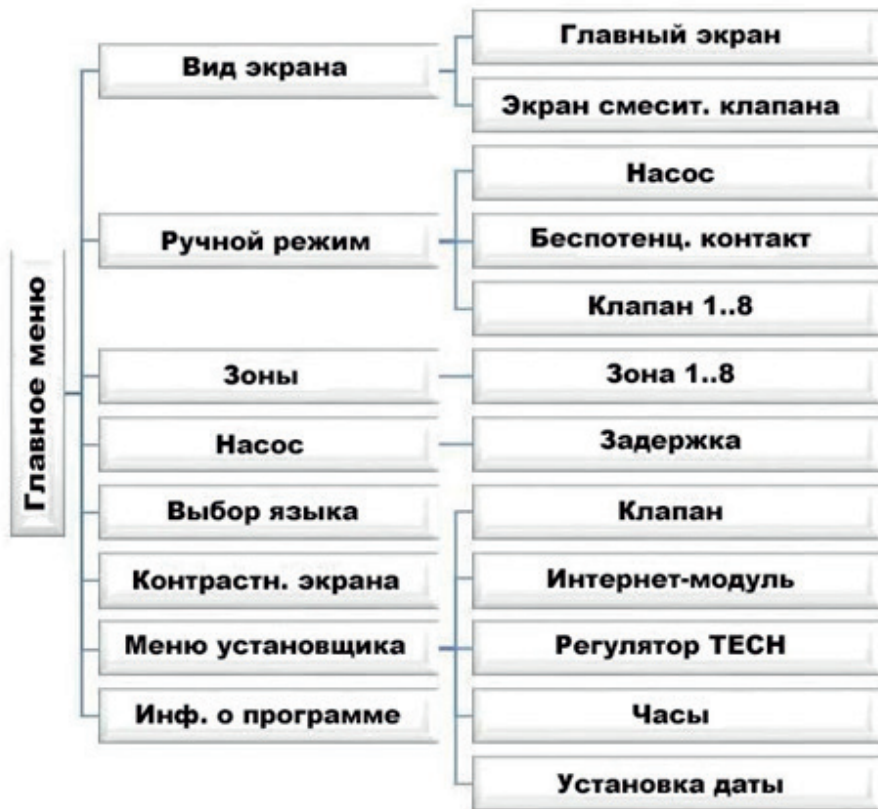 Главное меню
Вид экрана
Главный экран
Экран смесит. клапана
Ручной режим
Насос
Беспотенц. контакт
Клапан 1..8
Зоны
Зона 1..8
Насос
Задержка
Выбор языка
Контрастн. экрана
Меню установщика
Клапан
Интернет-модуль
Регулятор TECH
Часы
Установка даты
Инф. о программе